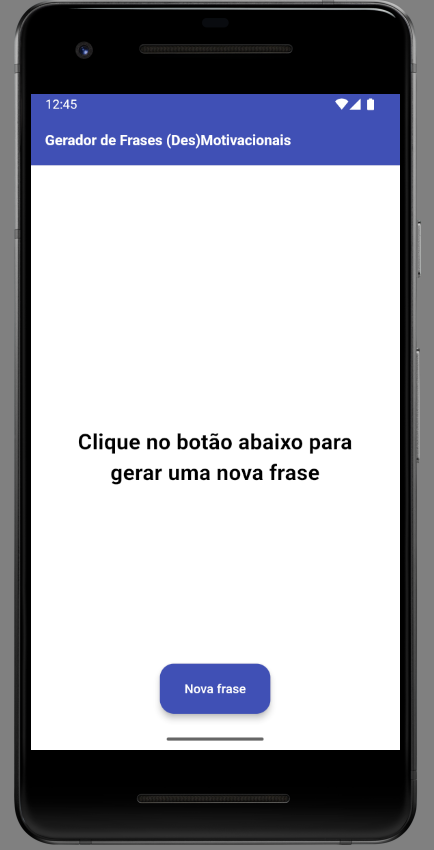 12:45
Gerador de Frases (Des)Motivacionais
Clique no botão abaixo para
gerar uma nova frase
Nova frase